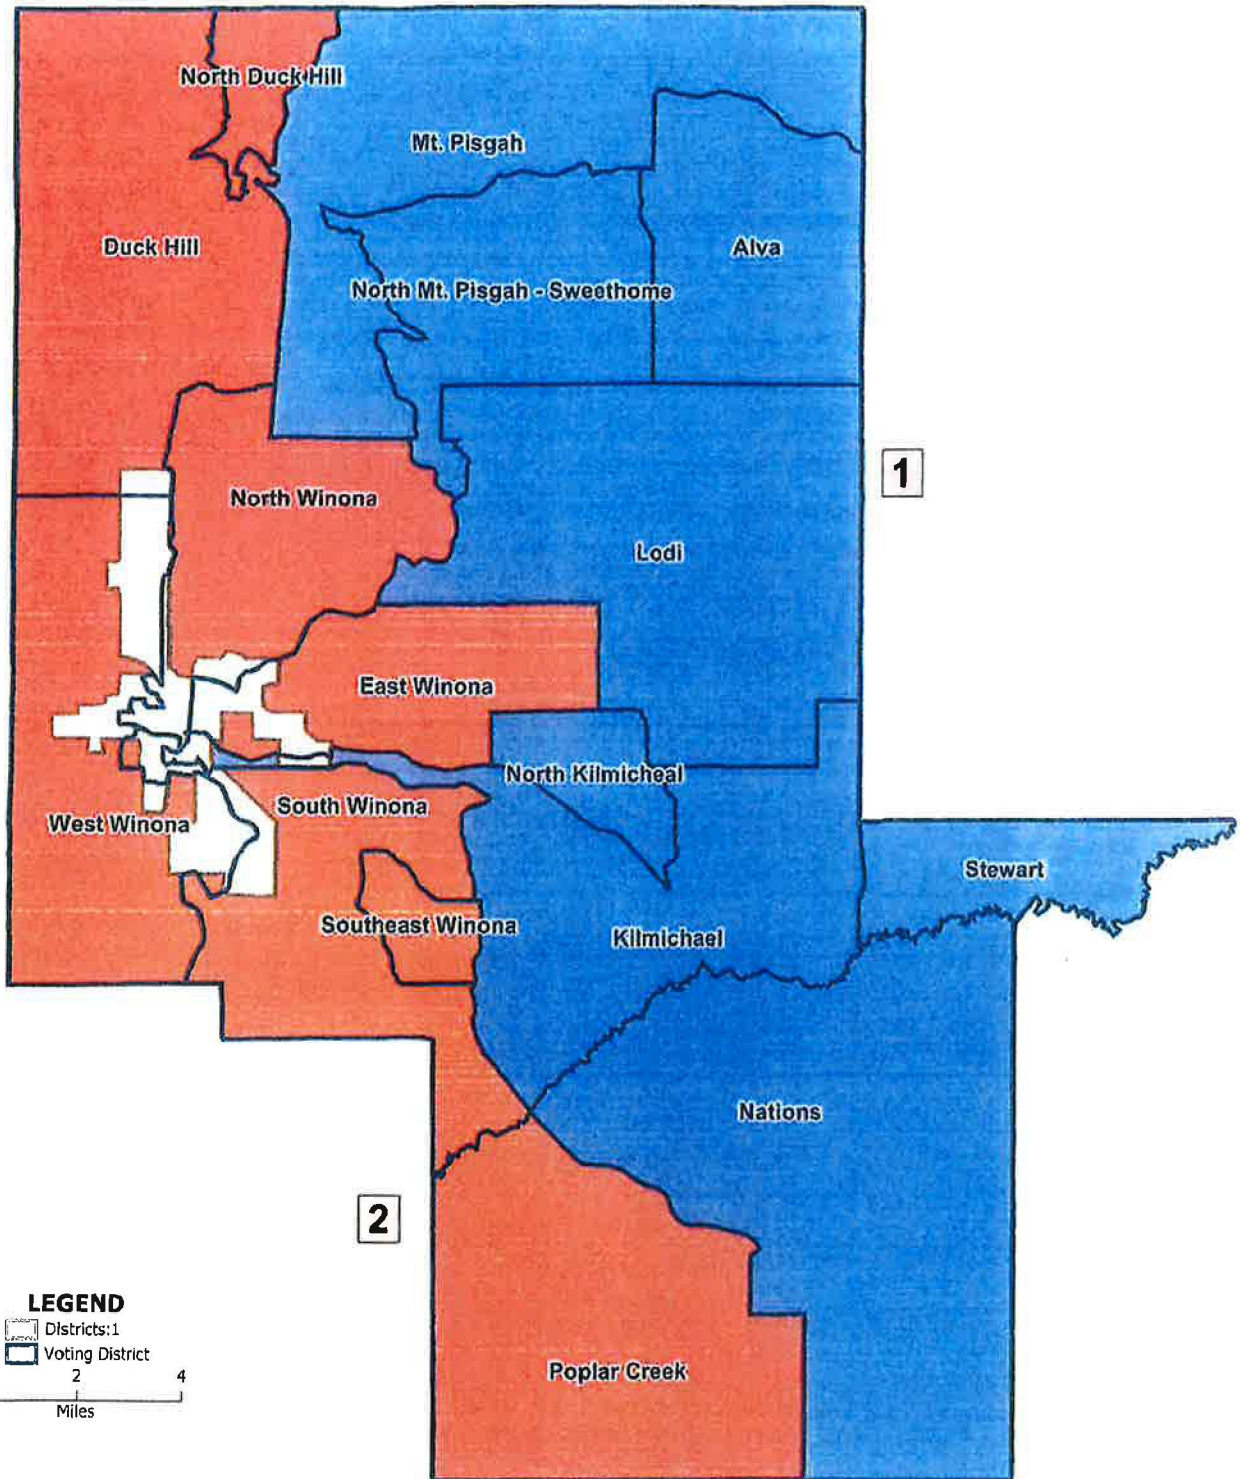 North Duck Hill
Mt. Pisgah
Duck Hill
Alva
North Mt. Pisgah - Sweethome
1
North Winona
Lodi
East Winona
North Kilmicheal
South Winona
West Winona
Stewart
Southeast Winona
Kilmichael
Nations
2
LEGEND
Districts:1
Voting District
2 4
Miles
Poplar Creek